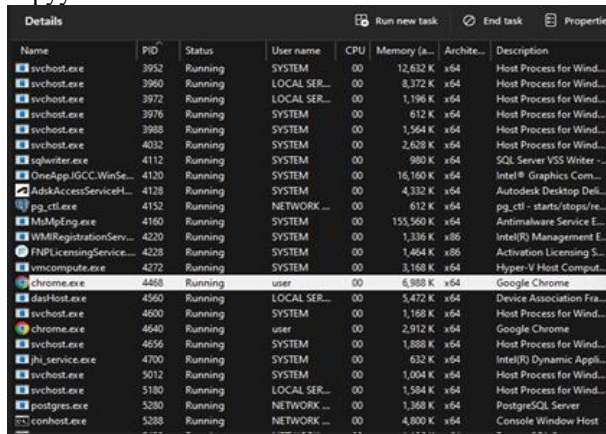 Details Run new task End task Propertie
Name PID Status User name CPU Memory (a... Archite... Description
svchost.exe 3952 Running SYSTEM 00 12,632 K x64 Host Process for Wind...
svchost.exe 3960 Running LOCAL SER... 00 8,372 K x64 Host Process for Wind...
svchost.exe 3972 Running LOCAL SER... 00 1,196 K x64 Host Process for Wind...
svchost.exe 3976 Running SYSTEM 00 612 K x64 Host Process for Wind...
svchost.exe 3988 Running SYSTEM 00 1,564 K x64 Host Process for Wind...
svchost.exe 4032 Running SYSTEM 00 2,628 K x64 Host Process for Wind...
sqlwriter.exe 4112 Running SYSTEM 00 980 K x64 SQL Server VSS Writer -...
OneApp.IGCC.WinSe... 4120 Running SYSTEM 00 16,160 K x64 Intel® Graphics Com...
AdskAccessServiceH... 4128 Running SYSTEM 00 4,332 K x64 Autodesk Desktop Deli...
pg_ctl.exe 4152 Running NETWORK ... 00 612 K x64 pg_ctl - starts/stops/re...
MsMpEng.exe 4160 Running SYSTEM 00 155,560 K x64 Antimalware Service E...
WMIRegistrationServ... 4220 Running SYSTEM 00 1,336 K x86 Intel(R) Management E...
FNPLicensingService.... 4228 Running SYSTEM 00 1,464 K x86 Activation Licensing S...
vmcompute.exe 4272 Running SYSTEM 00 3,168 K x64 Hyper-V Host Comput...
chrome.exe 4468 Running user 00 6,988 K x64 Google Chrome
dasHost.exe 4560 Running LOCAL SER... 00 5,472 K x64 Device Association Fra...
svchost.exe 4600 Running SYSTEM 00 1,168 K x64 Host Process for Wind...
chrome.exe 4640 Running user 00 2,912 K x64 Google Chrome
svchost.exe 4656 Running SYSTEM 00 1,888 K x64 Host Process for Wind...
jhi_service.exe 4700 Running SYSTEM 00 632 K x64 Intel(R) Dynamic Appli...
svchost.exe 5012 Running SYSTEM 00 1,004 K x64 Host Process for Wind...
svchost.exe 5180 Running LOCAL SER... 00 1,584 K x64 Host Process for Wind...
postgres.exe 5280 Running NETWORK ... 00 1,368 K x64 PostgreSQL Server
conhost.exe 5288 Running NETWORK ... 00 4,800 K x64 Console Window Host